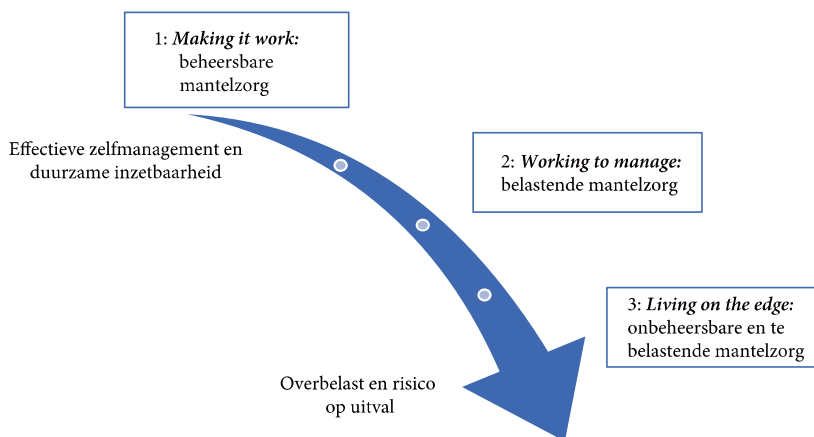 1: Making it work:
beheersbare
mantelzorg
Effectieve zelfmanagement en
duurzame inzetbaarheid
2: Working to manage:
belastende mantelzorg
3: Living on the edge:
onbeheersbare en te
belastende mantelzorg
Overbelast en risico
op uitval